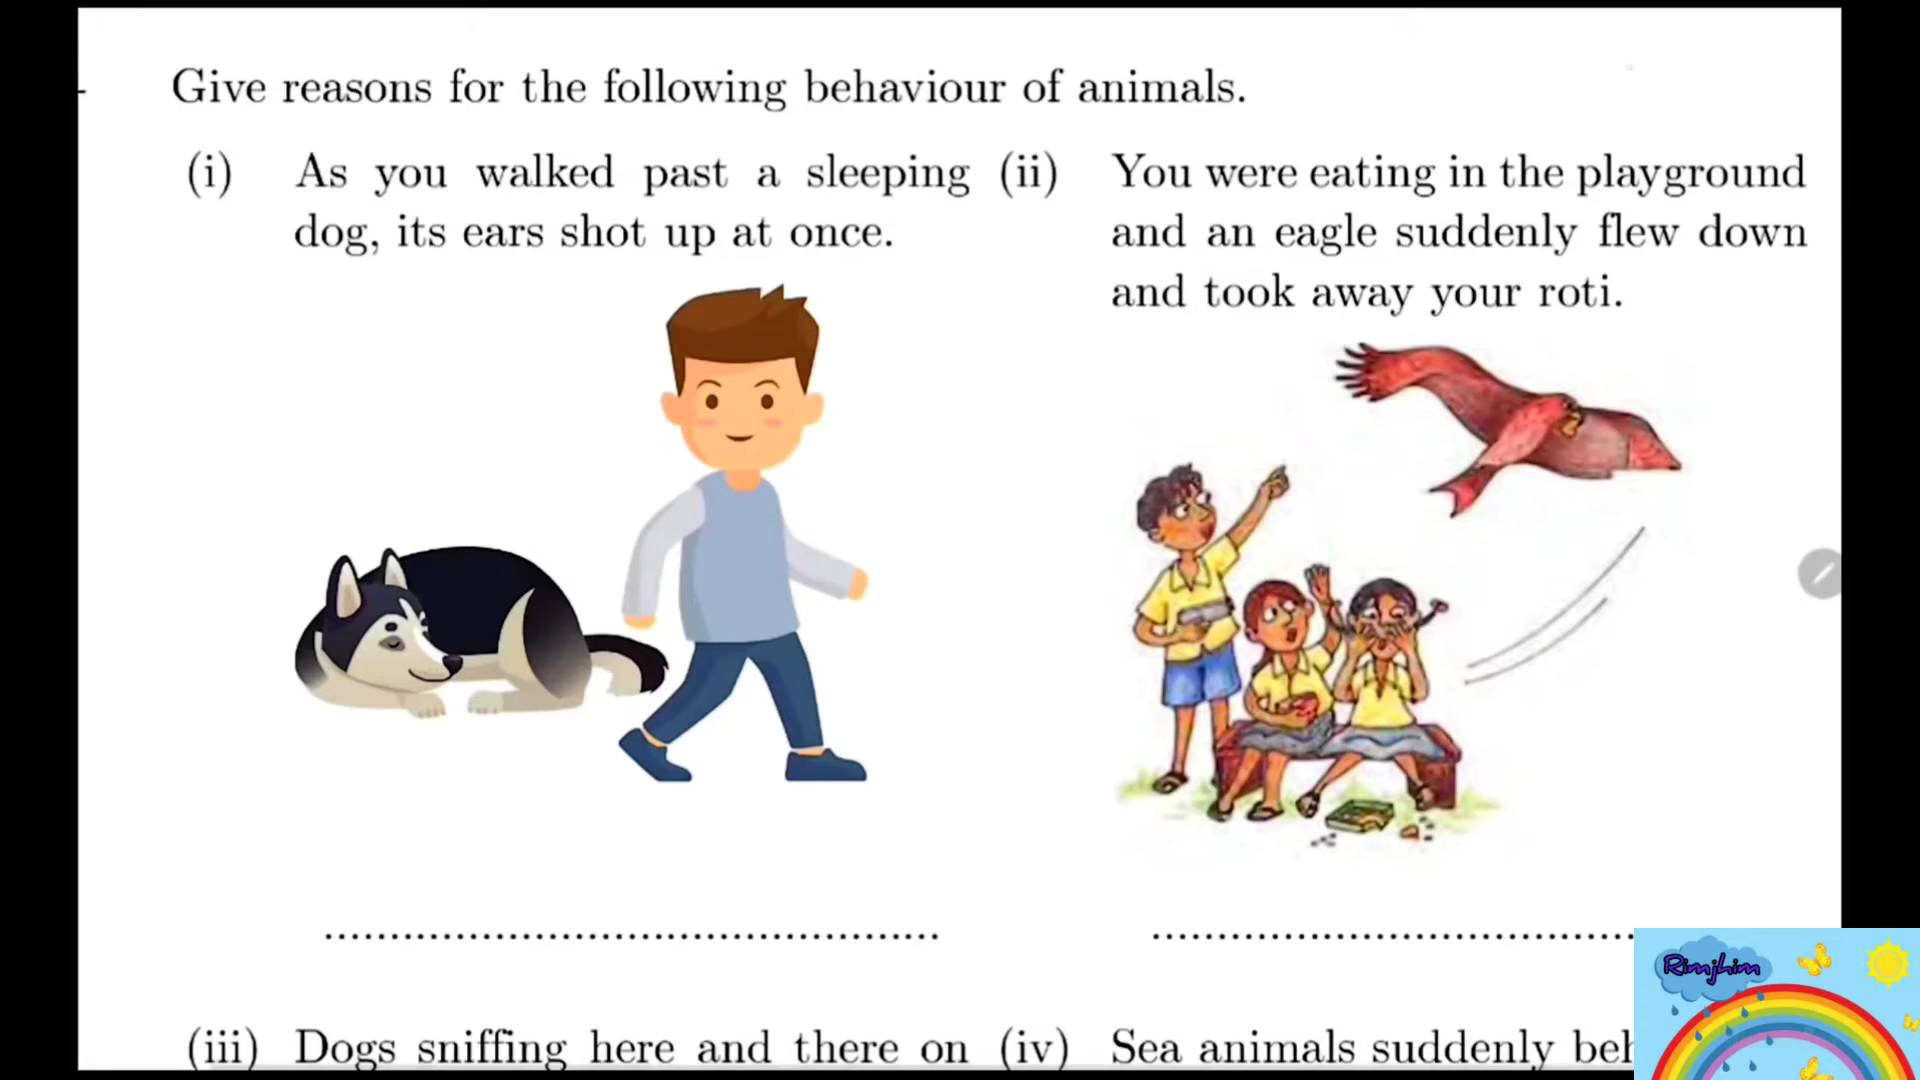 Give reasons for the following behaviour of animals.
(i) As you walked past a sleeping
dog, its ears shot up at once.
(ii) You were eating in the playground
and an eagle suddenly flew down
and took away your roti.
(iii) Dogs sniffing here and there on
(iv) Sea animals suddenly
Rimjhim